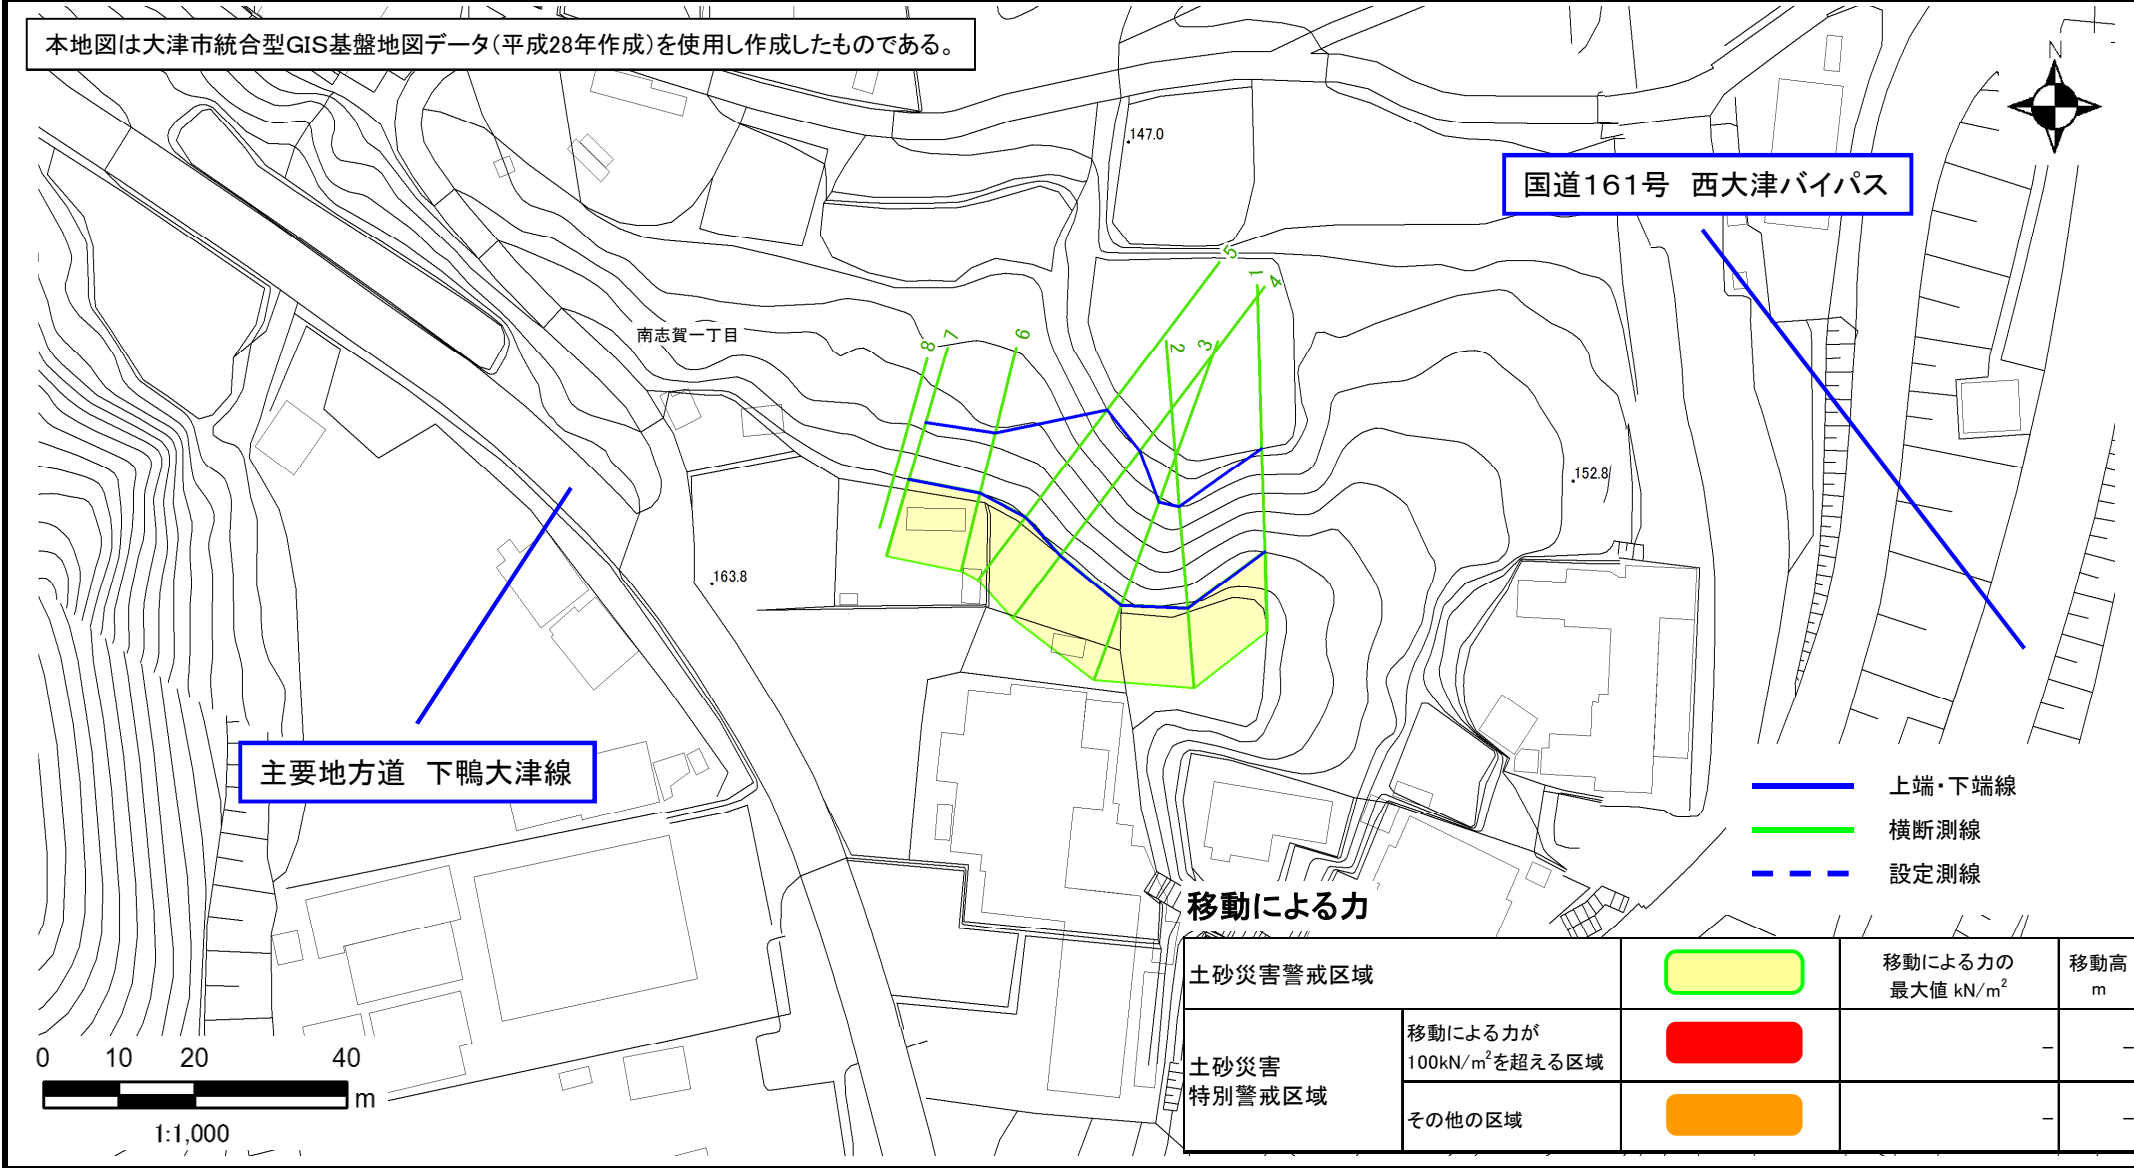 本地図は大津市統合型GIS基盤地図データ(平成28年作成)を使用し作成したものである。
N
147.0
国道161号　西大津バイパス
5
1
4
南志賀一丁目
8
7
6
2
3
152.8
163.8
主要地方道　下鴨大津線
上端・下端線
横断測線
設定測線
移動による力
土砂災害警戒区域
移動による力の
最大値 kN/m²
移動高
m
土砂災害
特別警戒区域
移動による力が
100kN/m²を超える区域
－
－
その他の区域
－
－
0 10 20 40
m
1:1,000